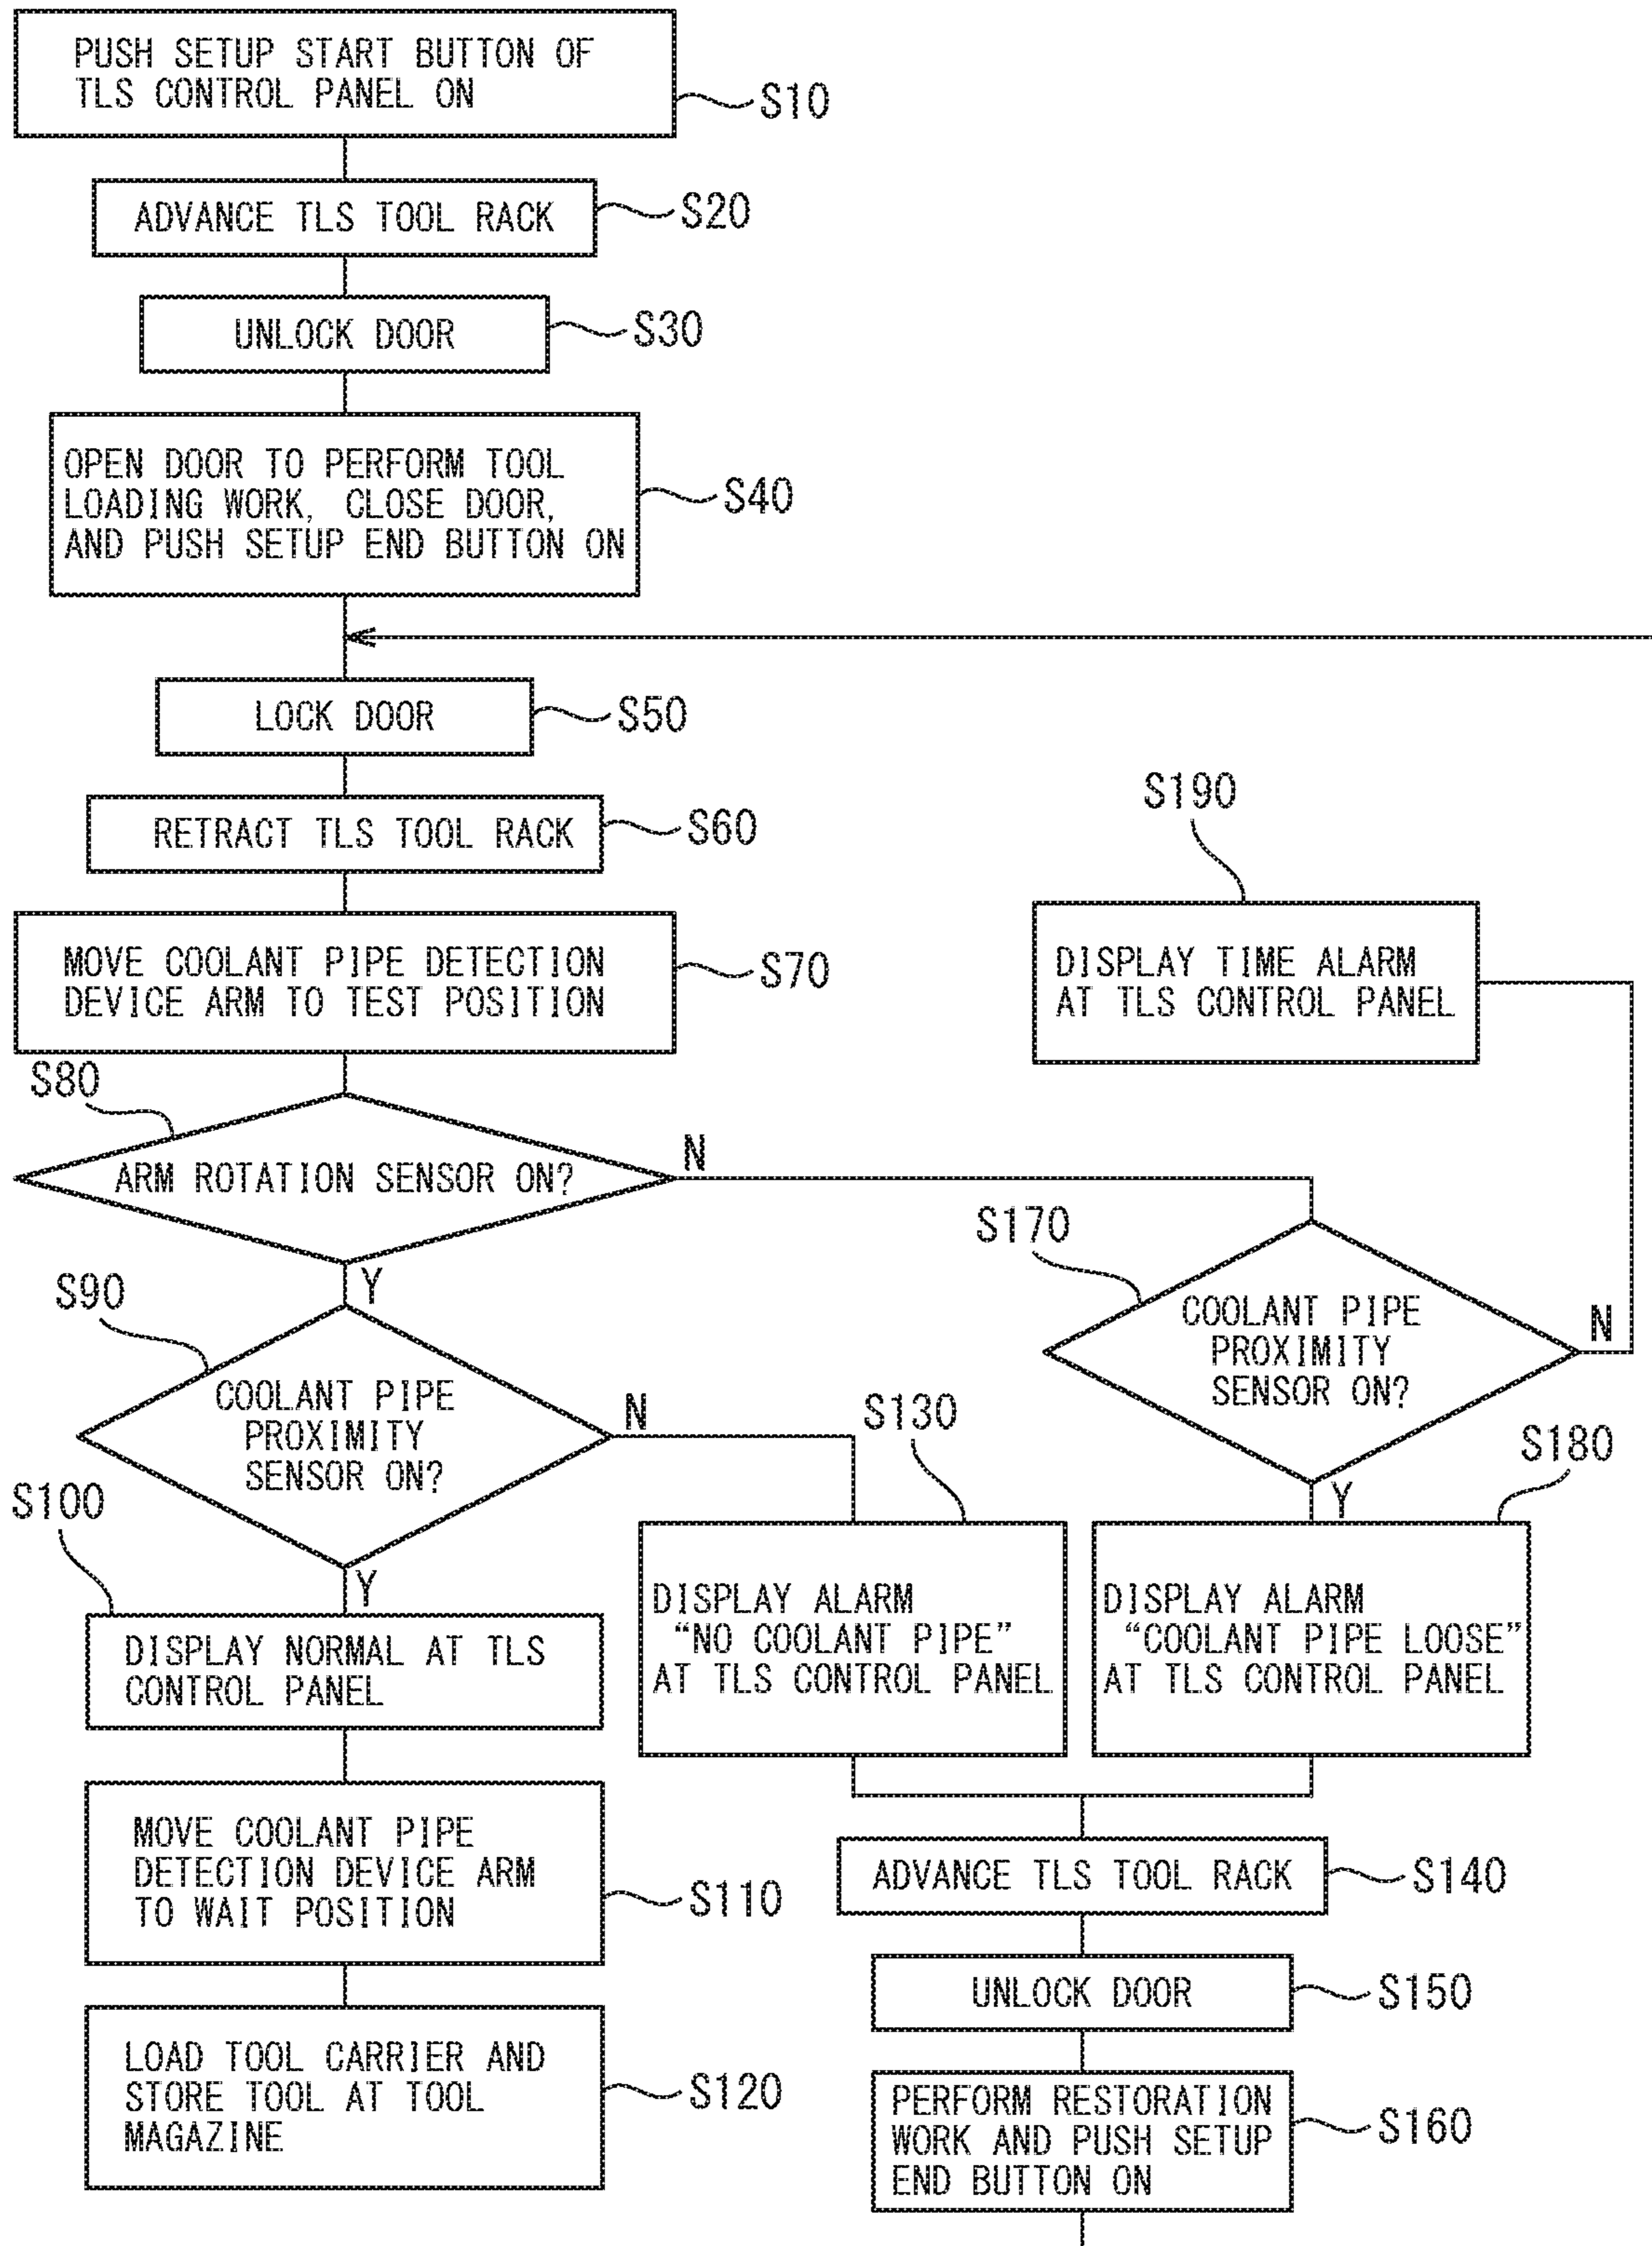 PUSH SETUP START BUTTON OF
TLS CONTROL PANEL ON
S10
ADVANCE TLS TOOL RACK
S20
UNLOCK DOOR
S30
OPEN DOOR TO PERFORM TOOL
LOADING WORK, CLOSE DOOR,
AND PUSH SETUP END BUTTON ON
S40
LOCK DOOR
S50
RETRACT TLS TOOL RACK
S60
MOVE COOLANT PIPE DETECTION
DEVICE ARM TO TEST POSITION
S70
S190
DISPLAY TIME ALARM
AT TLS CONTROL PANEL
S80
ARM ROTATION SENSOR ON?
N
Y
S170
COOLANT PIPE
PROXIMITY
SENSOR ON?
N
Y
S90
COOLANT PIPE
PROXIMITY
SENSOR ON?
N
Y
S100
DISPLAY NORMAL AT TLS
CONTROL PANEL
S130
DISPLAY ALARM
“NO COOLANT PIPE”
AT TLS CONTROL PANEL
S180
DISPLAY ALARM
“COOLANT PIPE LOOSE”
AT TLS CONTROL PANEL
MOVE COOLANT PIPE
DETECTION DEVICE ARM
TO WAIT POSITION
S110
ADVANCE TLS TOOL RACK
S140
UNLOCK DOOR
S150
LOAD TOOL CARRIER AND
STORE TOOL AT TOOL
MAGAZINE
S120
PERFORM RESTORATION
WORK AND PUSH SETUP
END BUTTON ON
S160